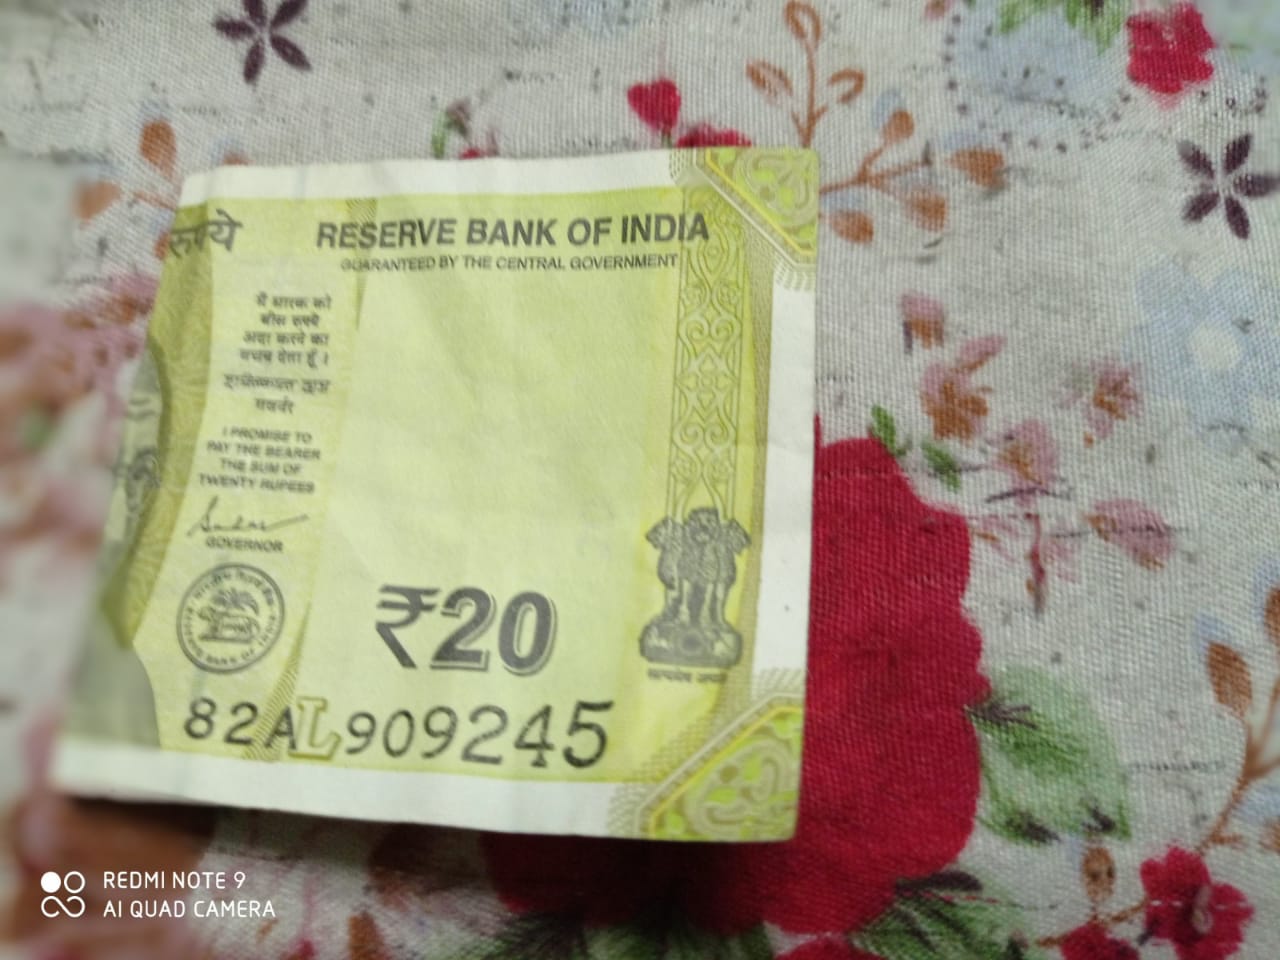 रुपये
RESERVE BANK OF INDIA
GUARANTEED BY THE CENTRAL GOVERNMENT
मैं धारक को
बीस रुपये
अदा करने का
वचन देता हूँ।
गवर्नर
I PROMISE TO
PAY THE BEARER
THE SUM OF
TWENTY RUPEES
GOVERNOR
₹20
सत्यमेव जयते
82AL909245
REDMI NOTE 9
AI QUAD CAMERA